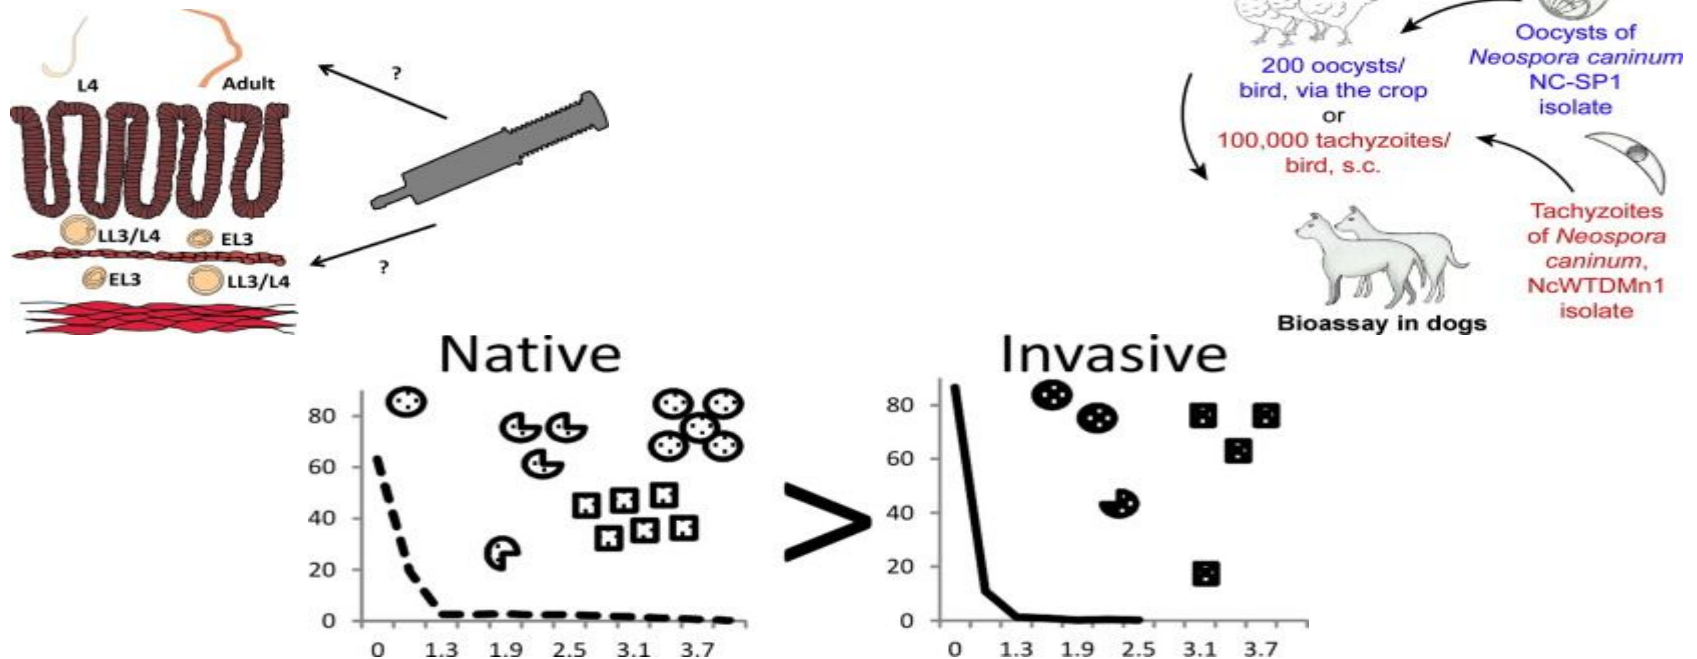 L4
Adult
?
LL3/L4
EL3
EL3
LL3/L4
?
200 oocysts/
bird, via the crop
or
100,000 tachyzoites/
bird, s.c.
Oocysts of
Neospora caninum
NC-SP1
isolate
Tachyzoites
of Neospora
caninum,
NcWTDMn1
isolate
Bioassay in dogs
Native
80
60
40
20
0
0 1.3 1.9 2.5 3.1 3.7
>
Invasive
80
60
40
20
0
0 1.3 1.9 2.5 3.1 3.7